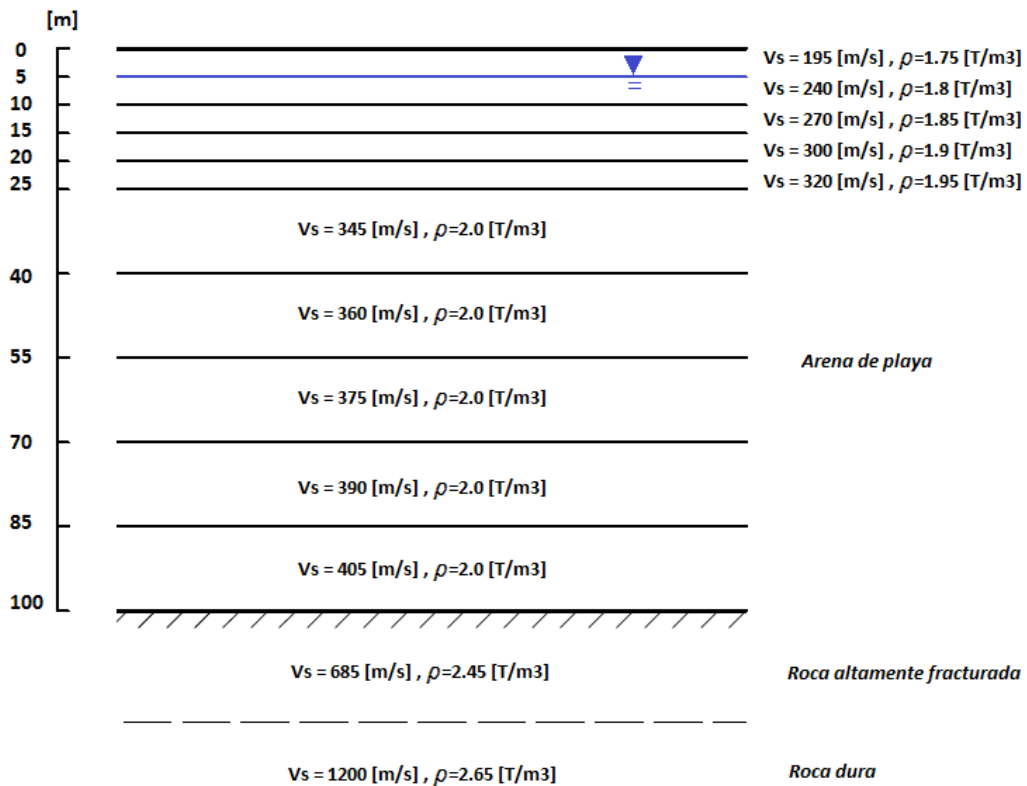 [m]
0
Vs = 195 [m/s] , ρ=1.75 [T/m3]
5
Vs = 240 [m/s] , ρ=1.8 [T/m3]
10
Vs = 270 [m/s] , ρ=1.85 [T/m3]
15
Vs = 300 [m/s] , ρ=1.9 [T/m3]
20
Vs = 320 [m/s] , ρ=1.95 [T/m3]
25
Vs = 345 [m/s] , ρ=2.0 [T/m3]
40
Vs = 360 [m/s] , ρ=2.0 [T/m3]
55
Arena de playa
Vs = 375 [m/s] , ρ=2.0 [T/m3]
70
Vs = 390 [m/s] , ρ=2.0 [T/m3]
85
Vs = 405 [m/s] , ρ=2.0 [T/m3]
100
Vs = 685 [m/s] , ρ=2.45 [T/m3]
Roca altamente fracturada
Vs = 1200 [m/s] , ρ=2.65 [T/m3]
Roca dura